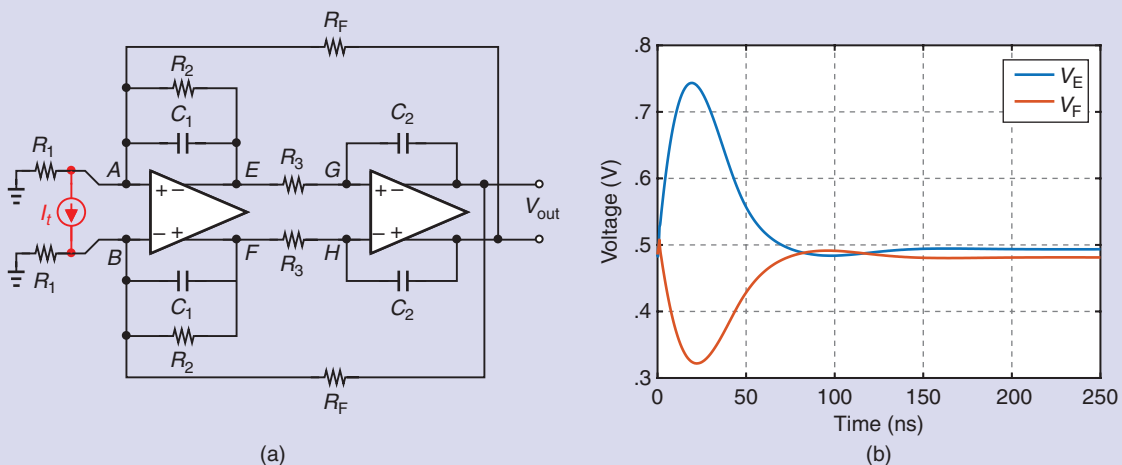 R_F
R_2
C_1
C_2
R_1
A
E
R_3
G
+ −
+ −
I_t
V_out
− +
− +
R_1
B
F
R_3
H
C_1
C_2
R_2
R_F
(a)
.8
.7
.6
.5
.4
.3
Voltage (V)
V_E
V_F
0
50
100
150
200
250
Time (ns)
(b)